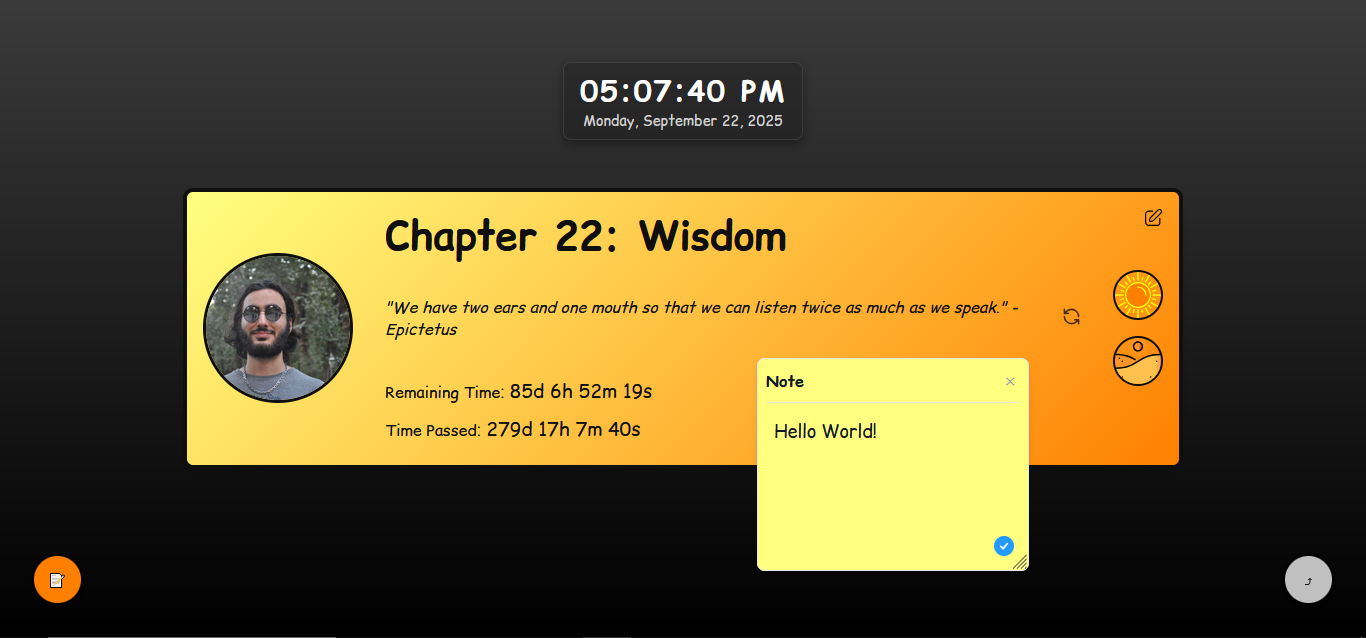 05:07:40 PM
Monday, September 22, 2025
Chapter 22: Wisdom
"We have two ears and one mouth so that we can listen twice as much as we speak." -
Epictetus
Remaining Time: 85d 6h 52m 19s
Time Passed: 279d 17h 7m 40s
Note
Hello World!